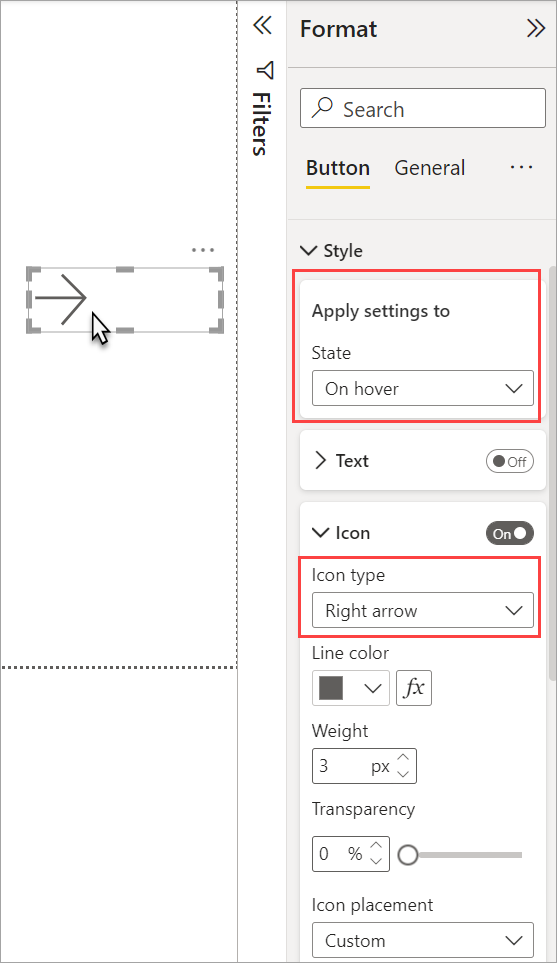 Format
Filters
Search
Button General
Style
Apply settings to
State
On hover
Text Off
Icon On
Icon type
Right arrow
Line color
fx
Weight
3 px
Transparency
0 %
Icon placement
Custom